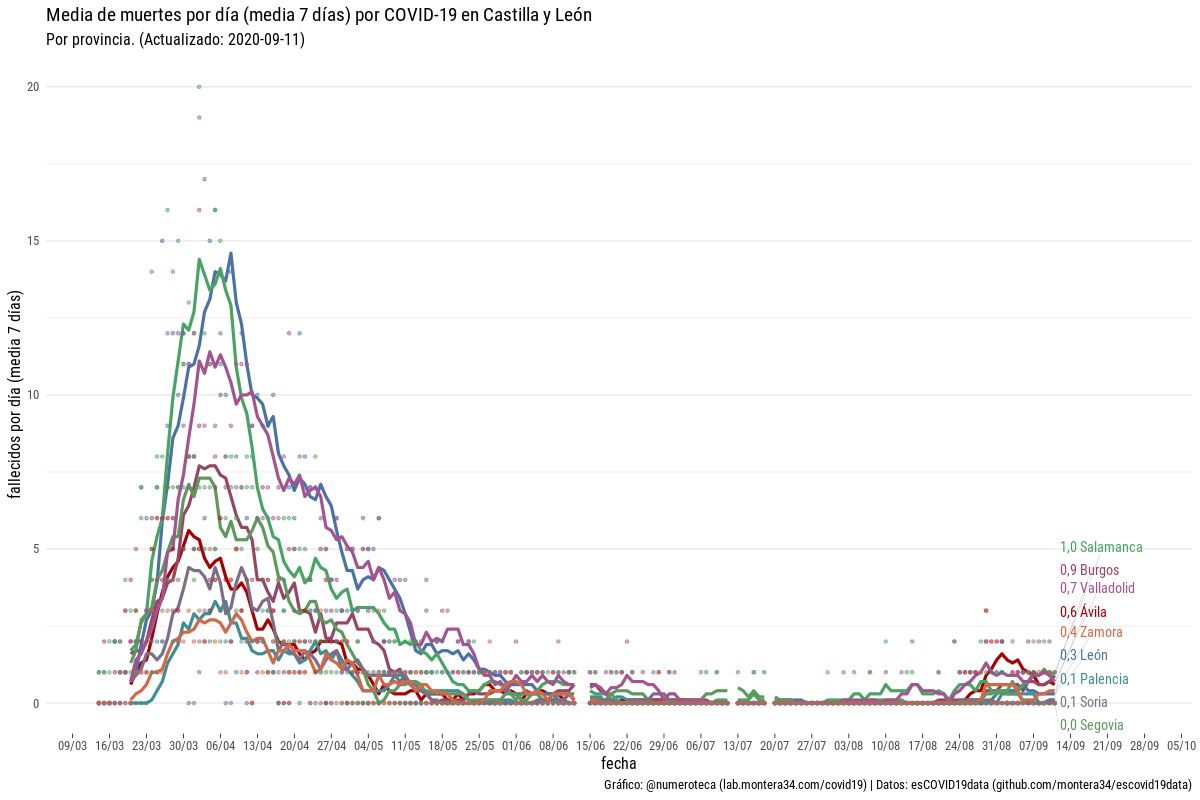 Media de muertes por día (media 7 días) por COVID-19 en Castilla y León
Por provincia. (Actualizado: 2020-09-11)
fallecidos por día (media 7 días)
20
15
10
5
0
1,0 Salamanca
0,9 Burgos
0,7 Valladolid
0,6 Ávila
0,4 Zamora
0,3 León
0,1 Palencia
0,1 Soria
0,0 Segovia
09/03 16/03 23/03 30/03 06/04 13/04 20/04 27/04 04/05 11/05 18/05 25/05 01/06 08/06 15/06 22/06 29/06 06/07 13/07 20/07 27/07 03/08 10/08 17/08 24/08 31/08 07/09 14/09 21/09 28/09 05/10
fecha
Gráfico: @numeroteca (lab.montera34.com/covid19) | Datos: esCOVID19data (github.com/montera34/escovid19data)